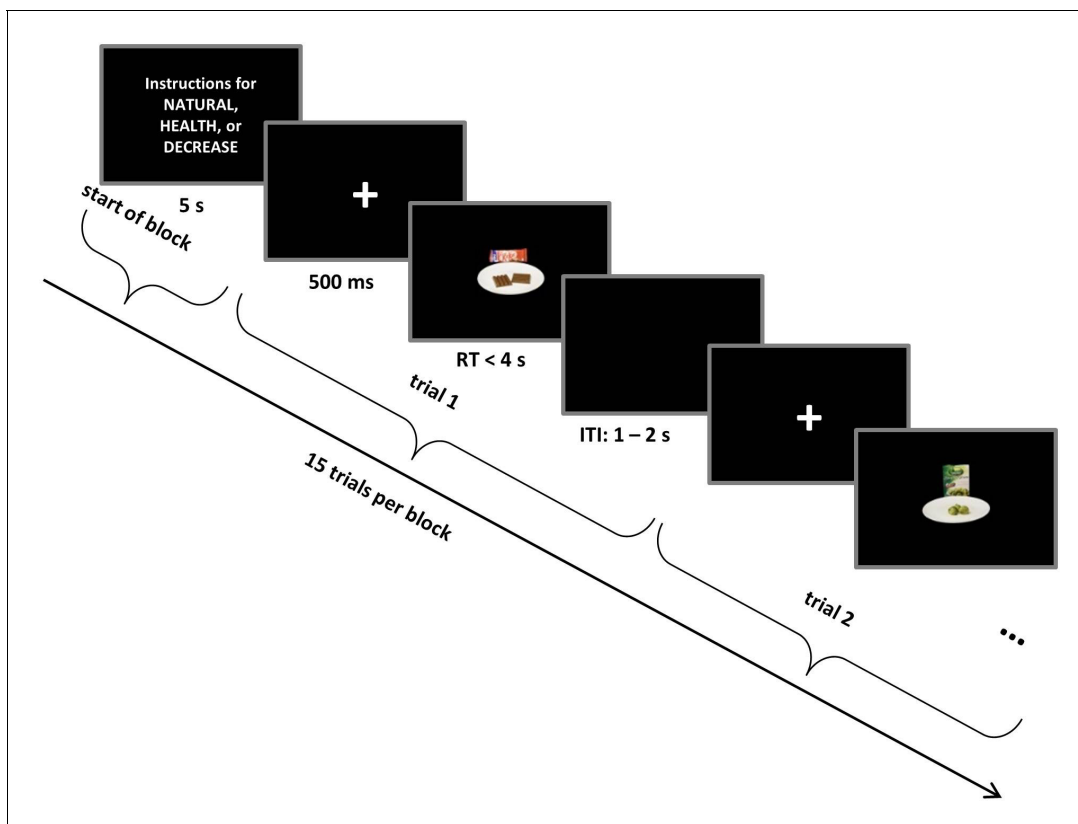 Instructions for
NATURAL,
HEALTH, or
DECREASE
5 s
start of block
500 ms
RT < 4 s
trial 1
ITI: 1 – 2 s
15 trials per block
trial 2
...